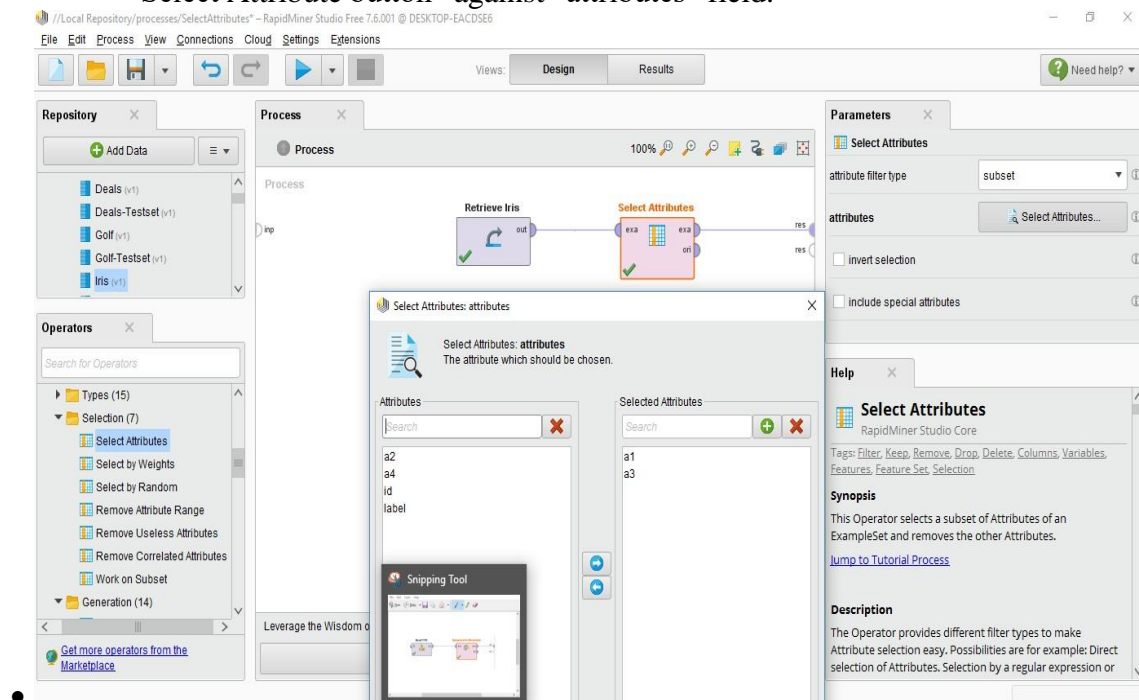 Select Attribute button" against "attributes" field.
//Local Repository/processes/SelectAttributes* – RapidMiner Studio Free 7.6.001 @ DESKTOP-EACDSE6
File Edit Process View Connections Cloud Settings Extensions
Views: Design Results
Need help?
Repository
Add Data
Deals (v1)
Deals-Testset (v1)
Golf (v1)
Golf-Testset (v1)
Iris (v1)
Operators
Search for Operators
Types (15)
Selection (7)
Select Attributes
Select by Weights
Select by Random
Remove Attribute Range
Remove Useless Attributes
Remove Correlated Attributes
Work on Subset
Generation (14)
Get more operators from the
Marketplace
Process
Process
100%
Process
inp
Retrieve Iris
out
Select Attributes
exa
exa
ori
res
res
Leverage the Wisdom o
Select Attributes: attributes
Select Attributes: attributes
The attribute which should be chosen.
Attributes
Search
a2
a4
id
label
Selected Attributes
Search
a1
a3
Snipping Tool
Parameters
Select Attributes
attribute filter type subset
attributes Select Attributes...
invert selection
include special attributes
Help
Select Attributes
RapidMiner Studio Core
Tags: Filter, Keep, Remove, Drop, Delete, Columns, Variables,
Features, Feature Set, Selection
Synopsis
This Operator selects a subset of Attributes of an
ExampleSet and removes the other Attributes.
Jump to Tutorial Process
Description
The Operator provides different filter types to make
Attribute selection easy. Possibilities are for example: Direct
selection of Attributes. Selection by a regular expression or